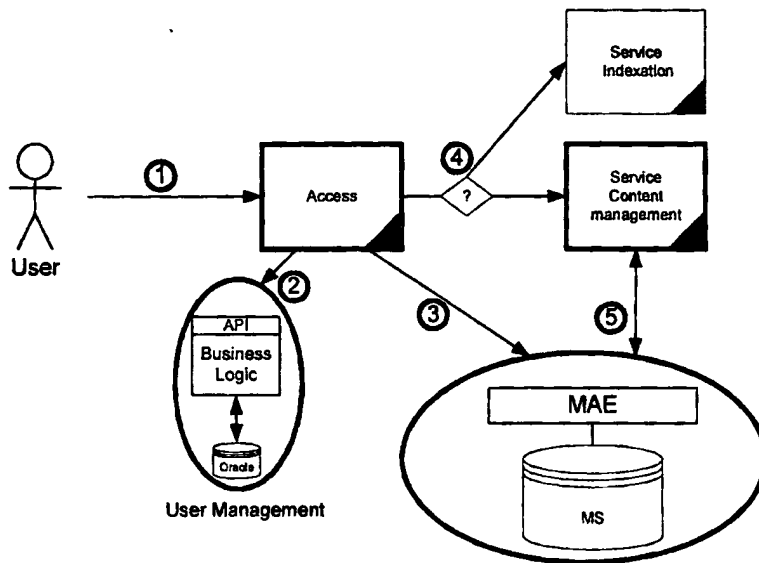 Service
Indexation
1
4
Access
?
Service
Content
management
User
2
3
5
API
Business
Logic
Oracle
User Management
MAE
MS